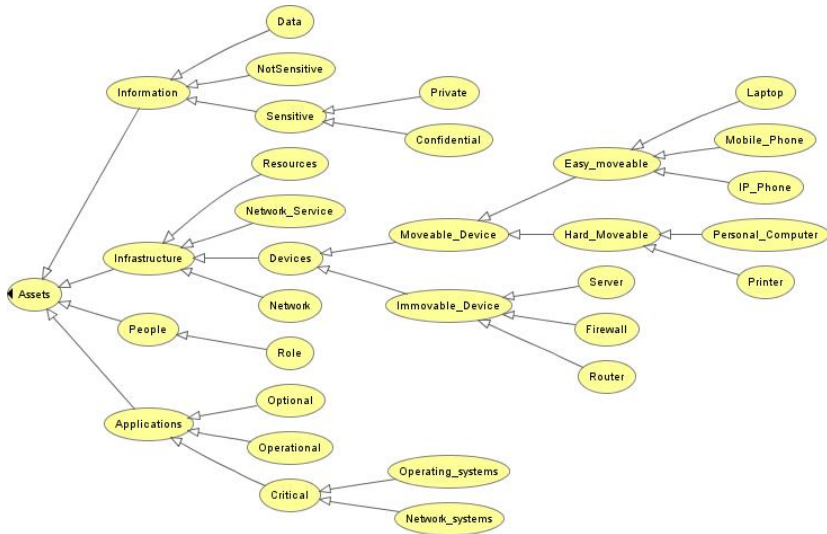 Data
NotSensitive
Information
Sensitive
Private
Confidential
Laptop
Mobile_Phone
Easy_moveable
IP_Phone
Resources
Network_Service
Moveable_Device
Hard_Moveable
Personal_Computer
Infrastructure
Devices
Printer
Server
Assets
Network
Immovable_Device
Firewall
People
Role
Router
Optional
Applications
Operational
Operating_systems
Critical
Network_systems